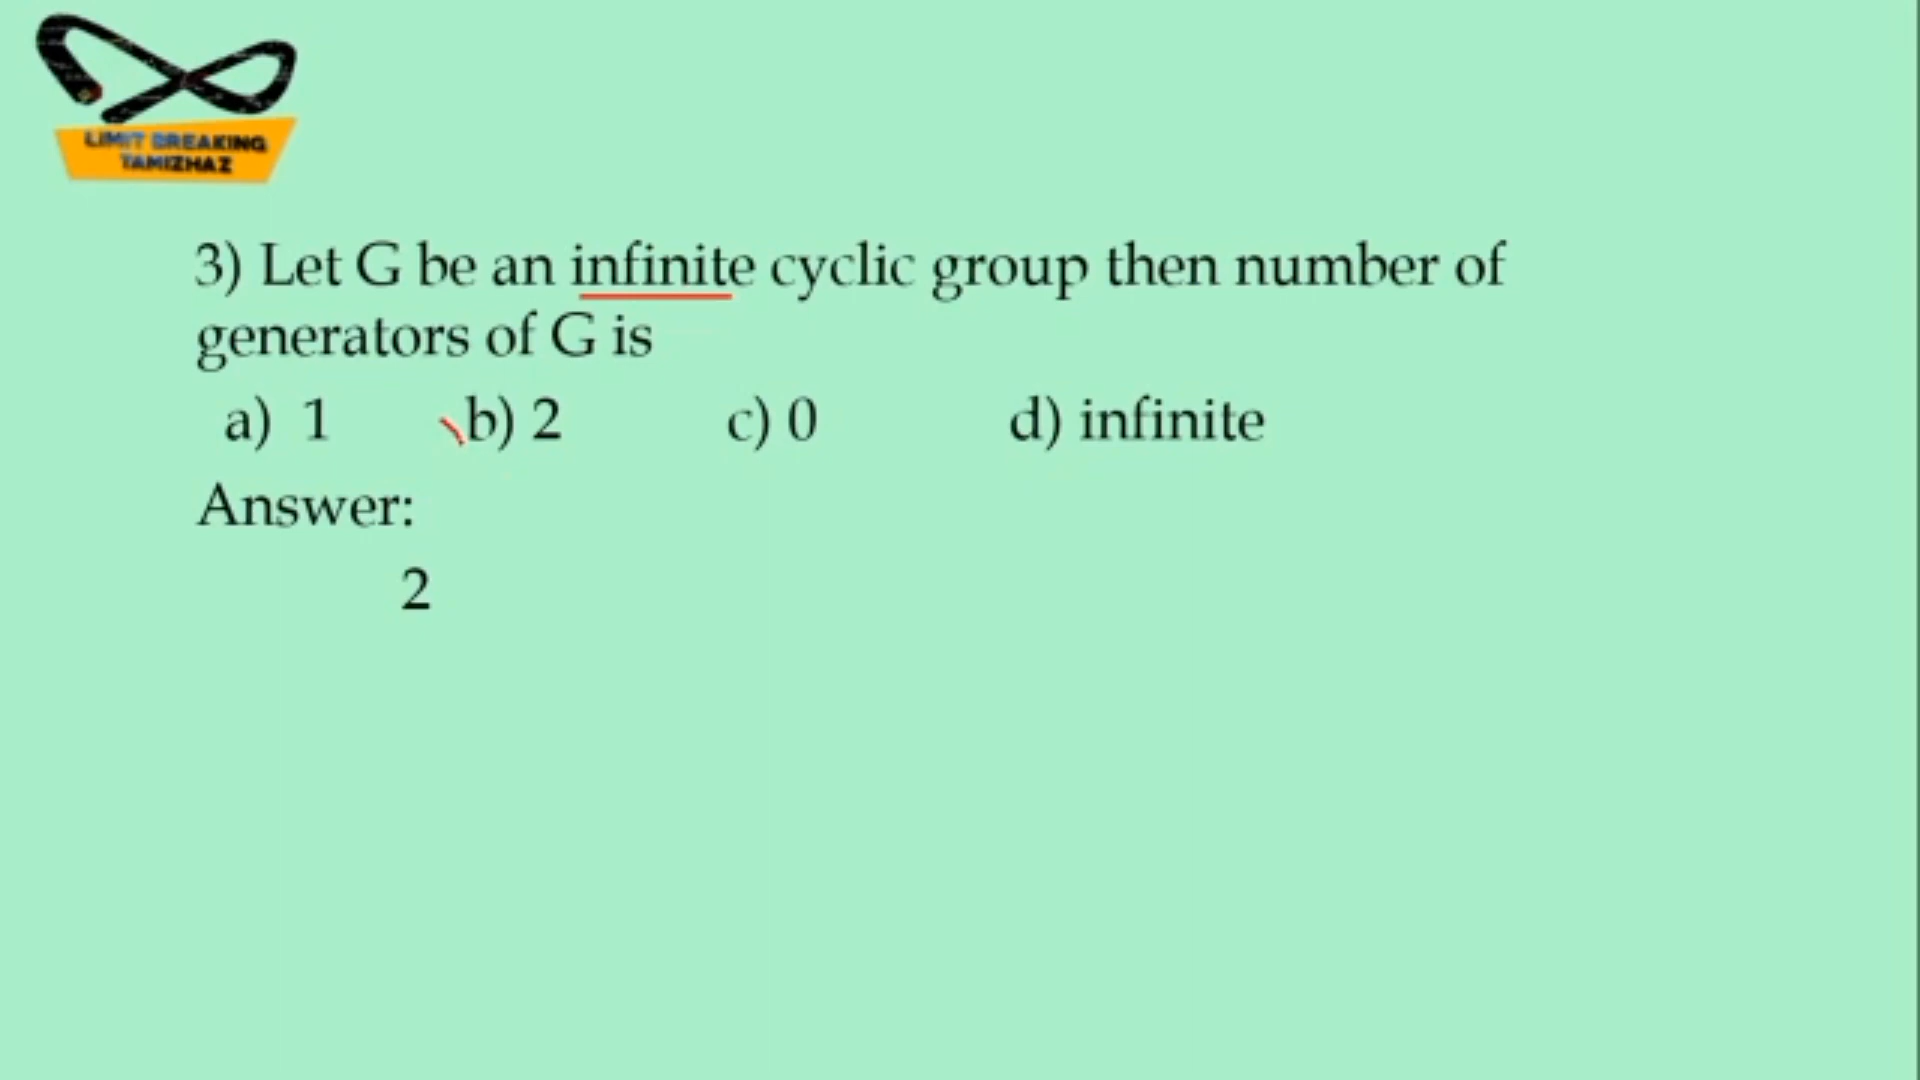 LIMIT BREAKING
TAMIZHAZ
3) Let G be an infinite cyclic group then number of
generators of G is
a) 1 b) 2 c) 0 d) infinite
Answer:
2